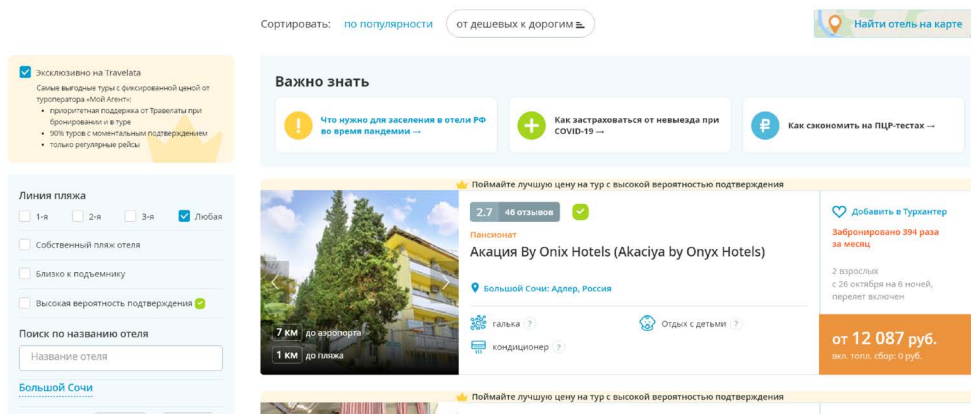 Сортировать: по популярности от дешевых к дорогим
Найти отель на карте
Эксклюзивно на Travelata
Самые выгодные туры с фиксированной ценой от
туроператора «Мой Агент»:
• приоритетная поддержка от Травелаты при
бронировании и в туре
• 90% туров с моментальным подтверждением
• только регулярные рейсы
Линия пляжа
1-я 2-я 3-я Любая
Собственный пляж отеля
Близко к подъемнику
Высокая вероятность подтверждения
Поиск по названию отеля
Название отеля
Большой Сочи
Важно знать
Что нужно для заселения в отели РФ
во время пандемии →
Как застраховаться от невыезда при
COVID-19 →
Как сэкономить на ПЦР-тестах →
Поймайте лучшую цену на тур с высокой вероятностью подтверждения
7 км до аэропорта
1 км до пляжа
2.7 46 отзывов
Пансионат
Акация By Onix Hotels (Akaciya by Onyx Hotels)
Большой Сочи: Адлер, Россия
галька ?
Отдых с детьми ?
кондиционер ?
Добавить в Турхантер
Забронировано 394 раза
за месяц
2 взрослых
с 26 октября на 6 ночей,
перелет включен
от 12 087 руб.
вкл. топл. сбор: 0 руб.
Поймайте лучшую цену на тур с высокой вероятностью подтверждения